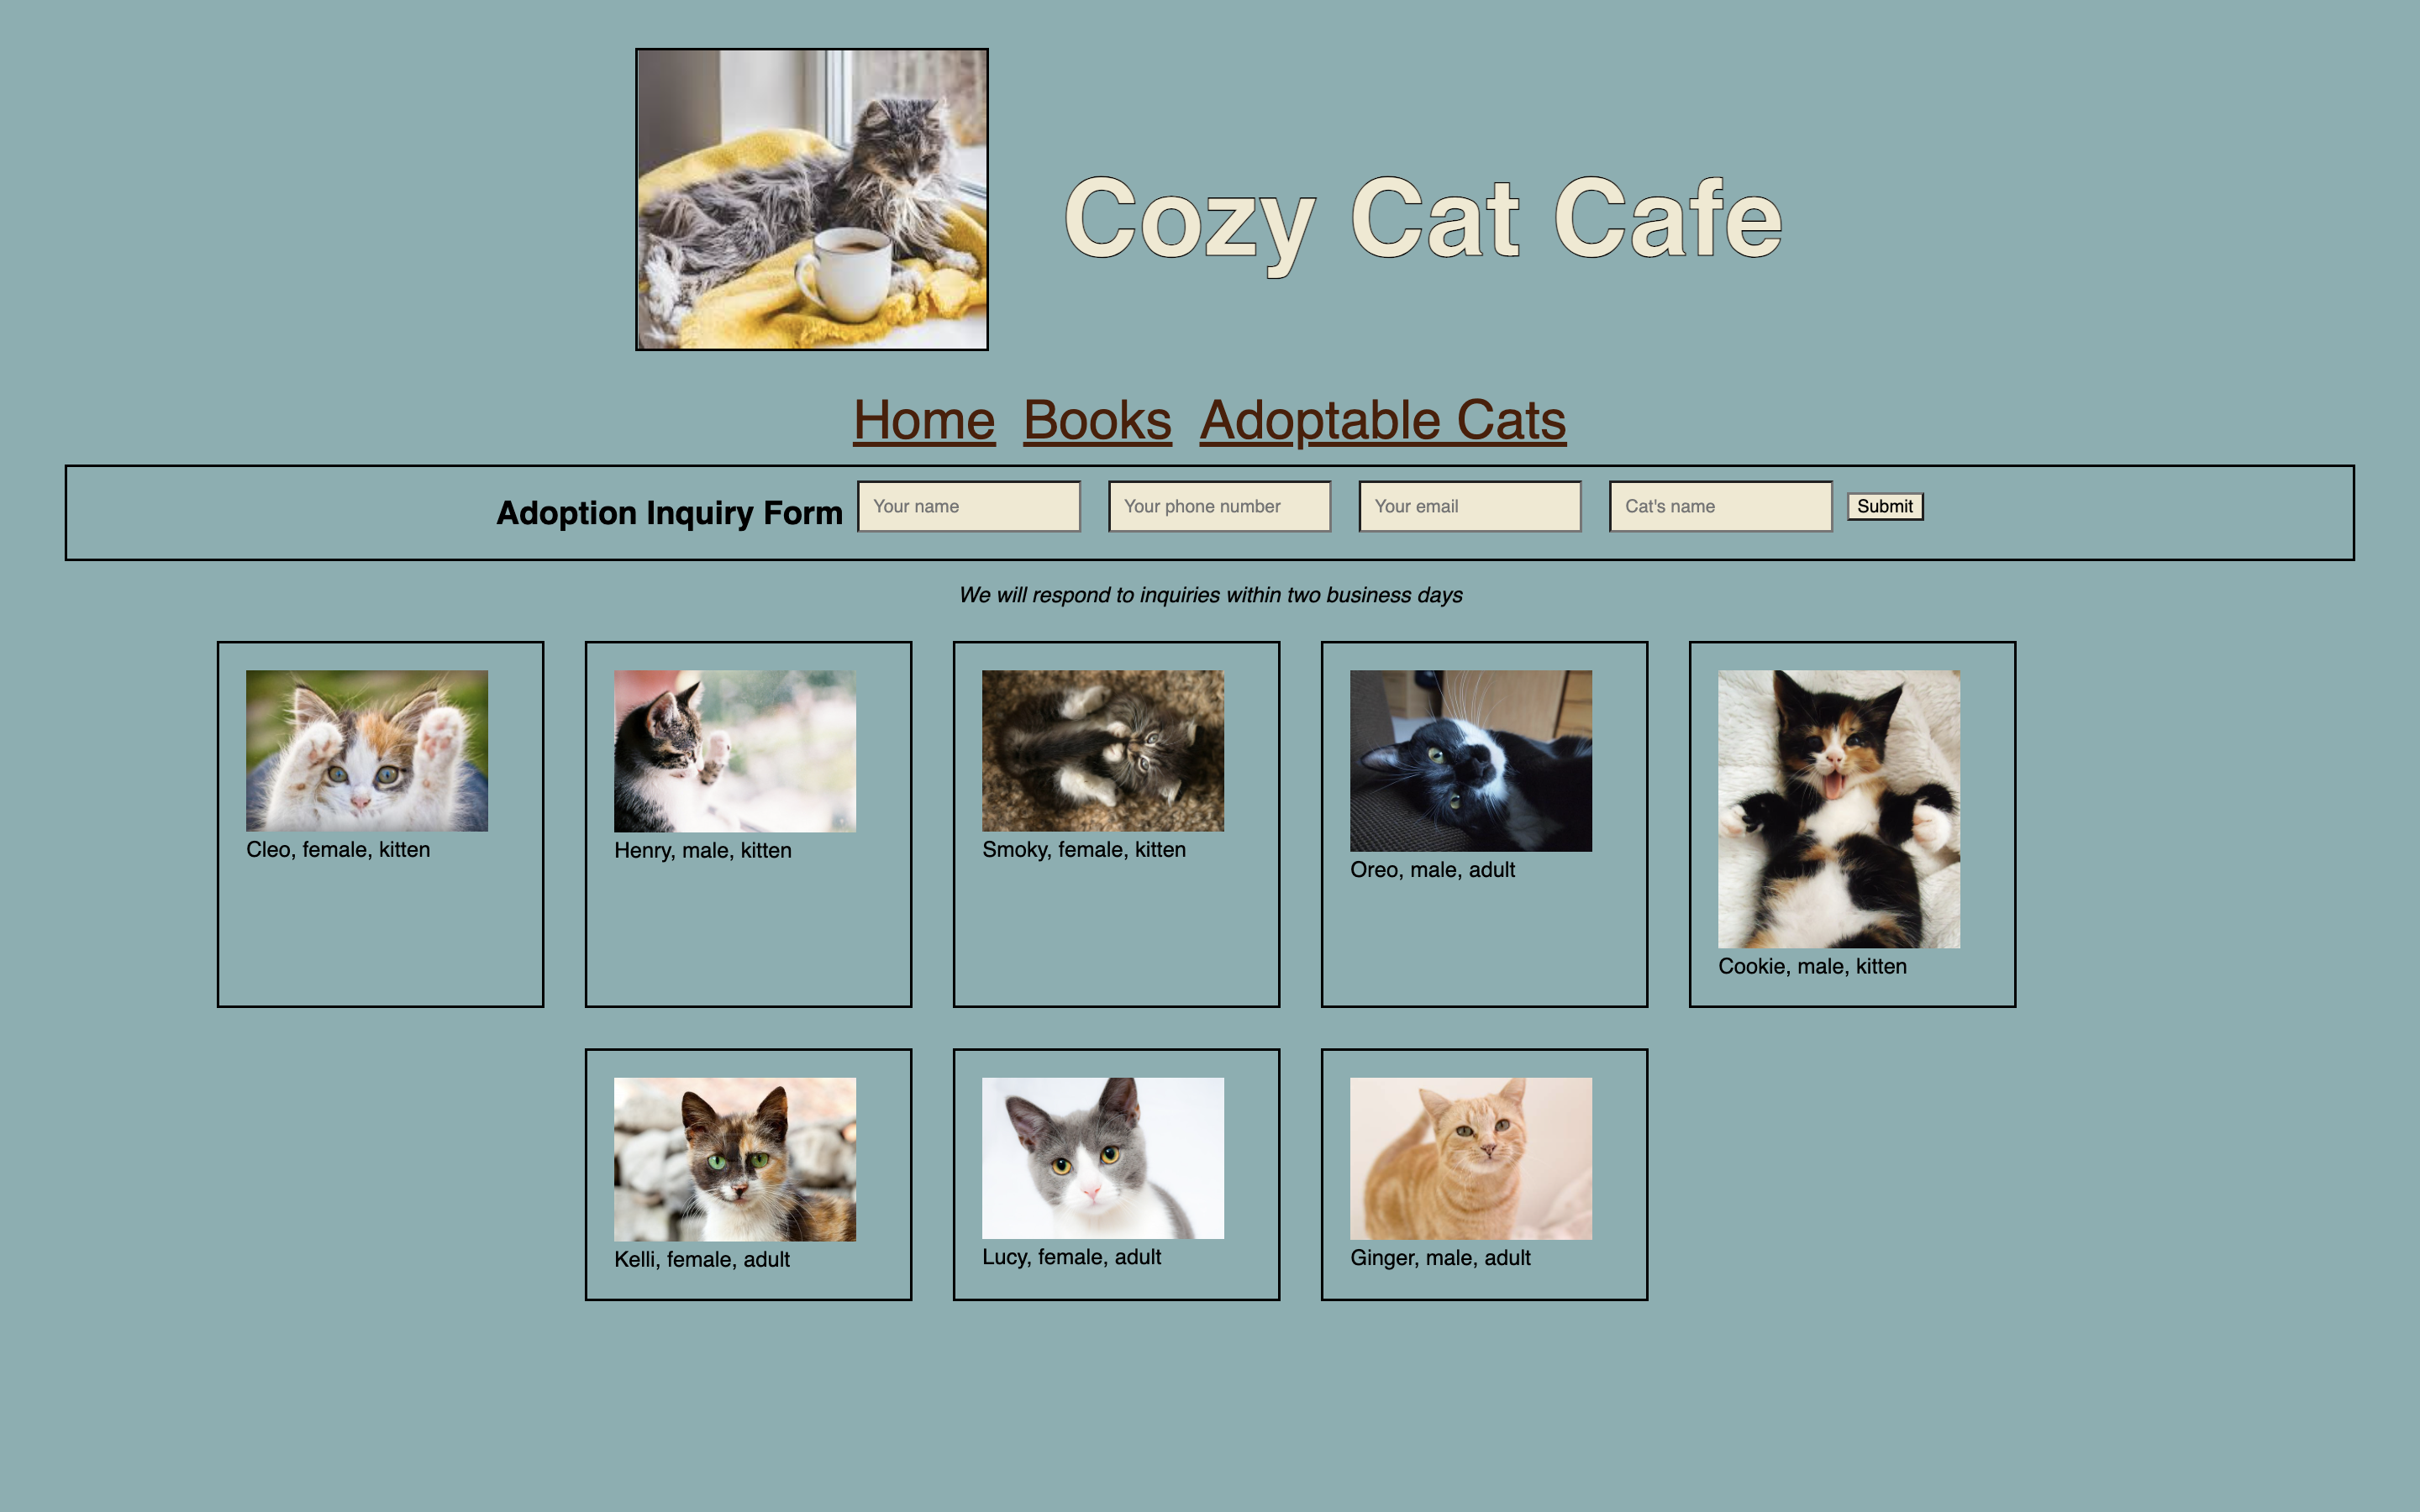 Cozy Cat Cafe
Home Books Adoptable Cats
Adoption Inquiry Form Your name Your phone number Your email Cat's name Submit
We will respond to inquiries within two business days
Cleo, female, kitten
Henry, male, kitten
Smoky, female, kitten
Oreo, male, adult
Cookie, male, kitten
Kelli, female, adult
Lucy, female, adult
Ginger, male, adult